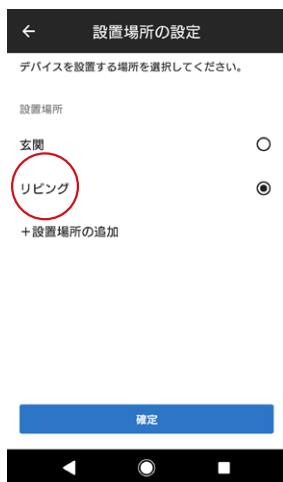 設置場所の設定
デバイスを設置する場所を選択してください。
設置場所
玄関
リビング
＋設置場所の追加
確定